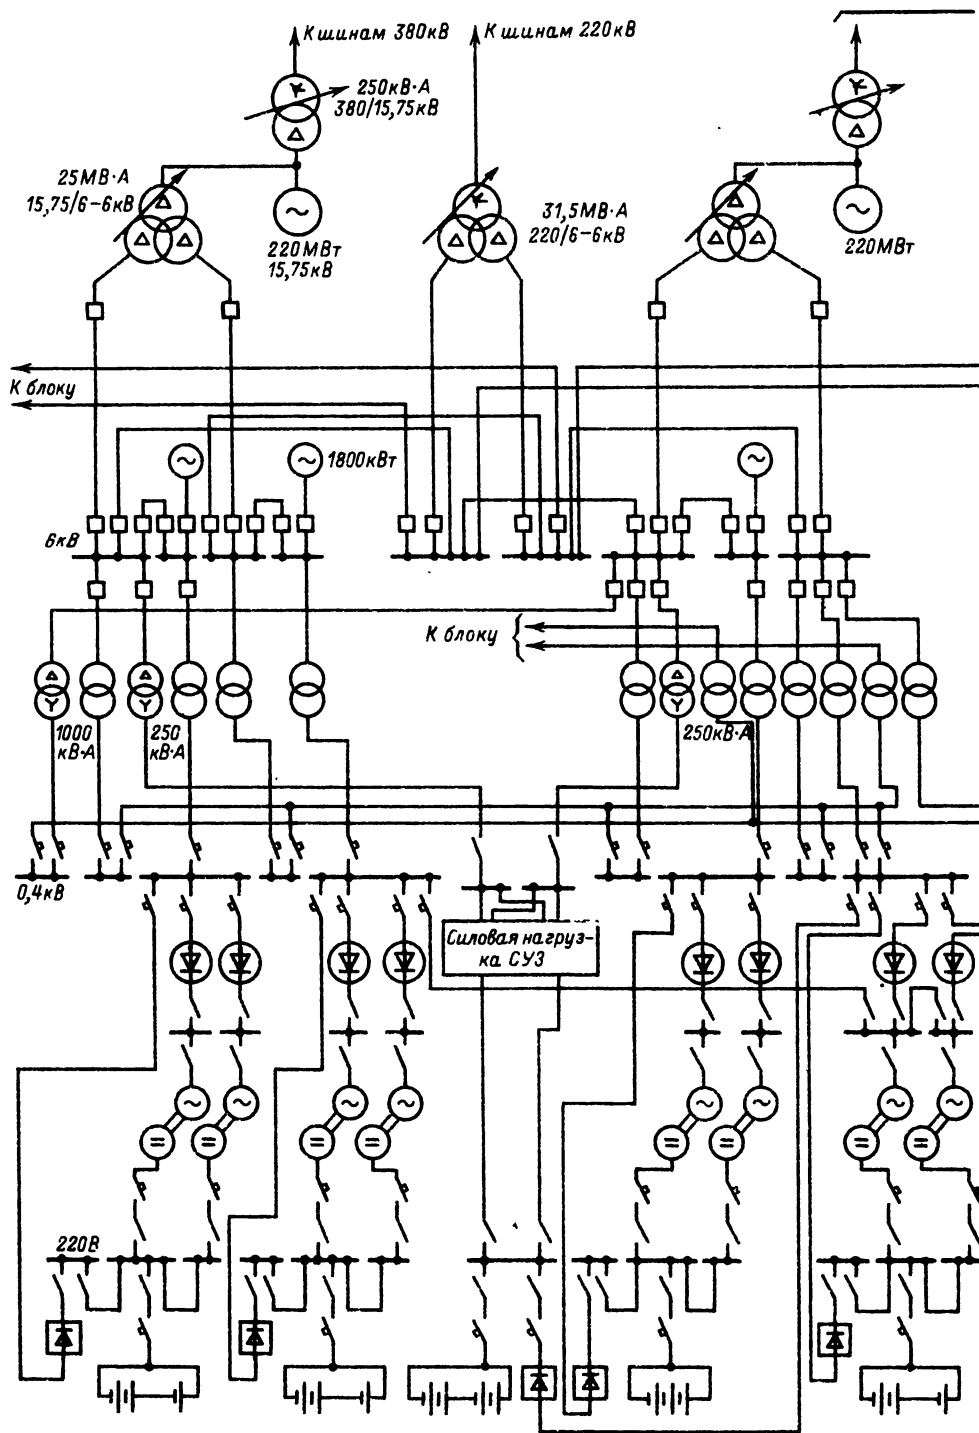 К шинам 380кВ
К шинам 220кВ
250кВ·А
380/15,75кВ
25МВ·А
15,75/6-6кВ
31,5МВ·А
220/6-6кВ
220МВт
15,75кВ
220МВт
К блоку
1800кВт
6кВ
К блоку
1000
кВ·А
250
кВ·А
250кВ·А
0,4кВ
Силовая нагруз-
ка СУЗ
220В